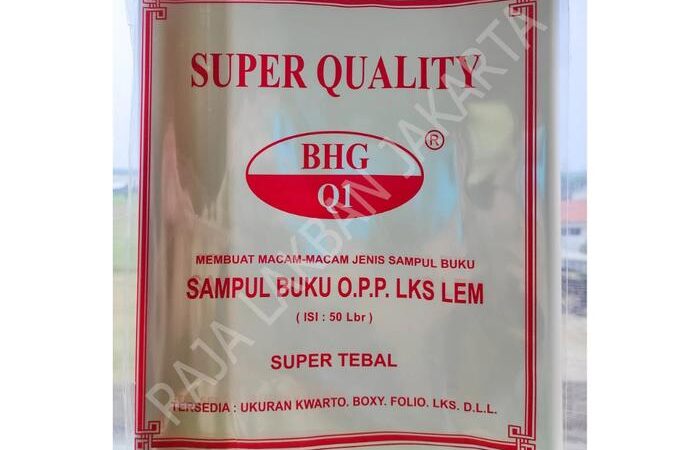 SUPER QUALITY
BHG
®
Q1
MEMBUAT MACAM-MACAM JENIS SAMPUL BUKU
SAMPUL BUKU O.P.P. LKS LEM
( ISI : 50 Lbr )
SUPER TEBAL
TERSEDIA : UKURAN KWARTO. BOXY. FOLIO. LKS. D.L.L.
RAJA LAKBAN JAKARTA